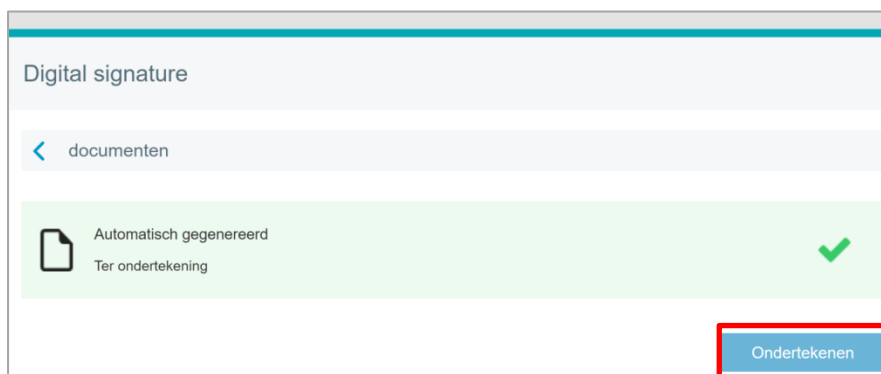 Digital signature
documenten
Automatisch gegenereerd
Ter ondertekening
Ondertekenen